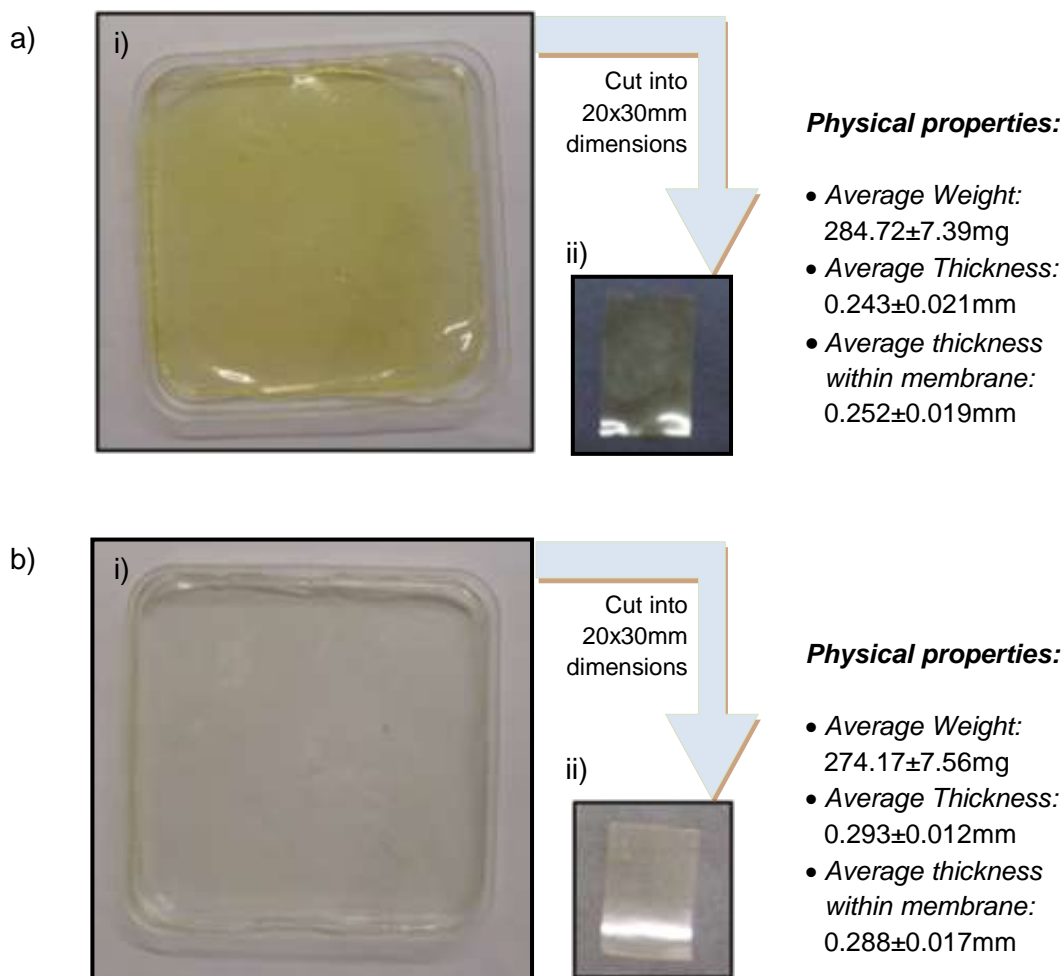 a)
i)
Cut into
20x30mm
dimensions
ii)
Physical properties:
• Average Weight:
284.72±7.39mg
• Average Thickness:
0.243±0.021mm
• Average thickness
within membrane:
0.252±0.019mm
b)
i)
Cut into
20x30mm
dimensions
ii)
Physical properties:
• Average Weight:
274.17±7.56mg
• Average Thickness:
0.293±0.012mm
• Average thickness
within membrane:
0.288±0.017mm